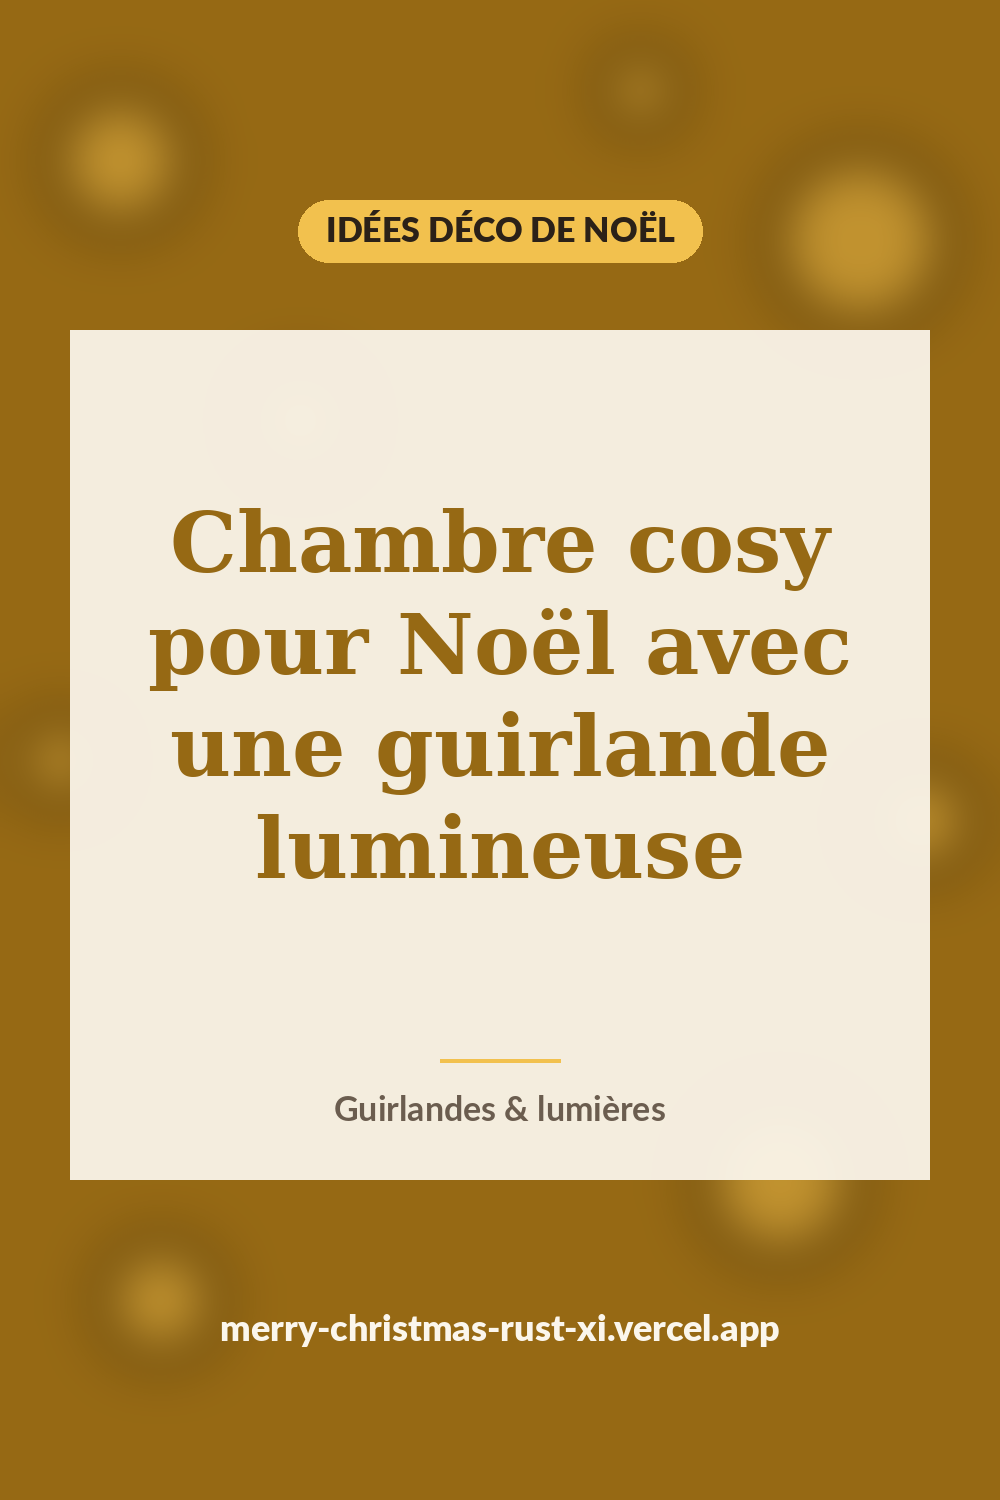 IDÉES DÉCO DE NOËL
Chambre cosy
pour Noël avec
une guirlande
lumineuse
Guirlandes & lumières
merry-christmas-rust-xi.vercel.app